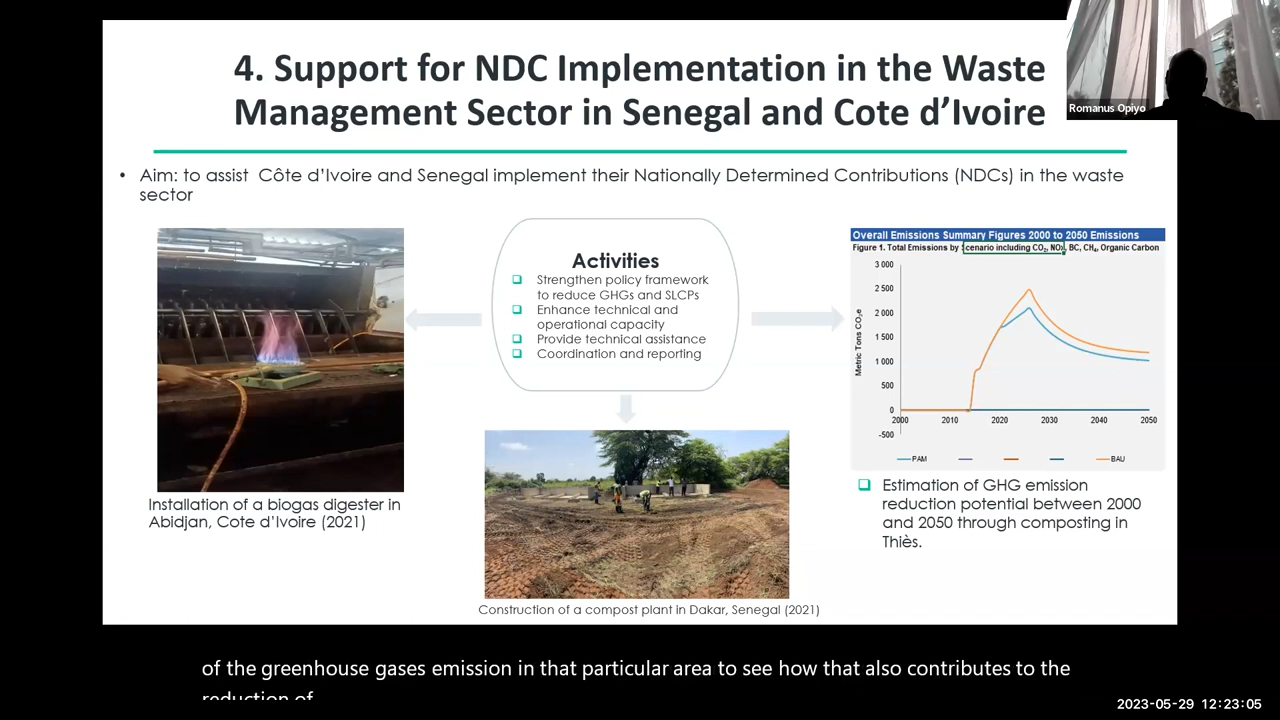 4. Support for NDC Implementation in the Waste
Management Sector in Senegal and Cote d’Ivoire
Romanus Opiyo
• Aim: to assist Côte d’Ivoire and Senegal implement their Nationally Determined Contributions (NDCs) in the waste
sector
Activities
Strengthen policy framework
to reduce GHGs and SLCPs
Enhance technical and
operational capacity
Provide technical assistance
Coordination and reporting
Installation of a biogas digester in
Abidjan, Cote d’Ivoire (2021)
Construction of a compost plant in Dakar, Senegal (2021)
Overall Emissions Summary Figures 2000 to 2050 Emissions
Figure 1. Total Emissions by Scenario including CO₂, NOx, BC, CH₄, Organic Carbon
Metric Tons CO₂e
3 000
2 500
2 000
1 500
1 000
500
0
-500
2000 2010 2020 2030 2040 2050
PAM BAU
Estimation of GHG emission
reduction potential between 2000
and 2050 through composting in
Thiès.
of the greenhouse gases emission in that particular area to see how that also contributes to the
reduction of
2023-05-29 12:23:05